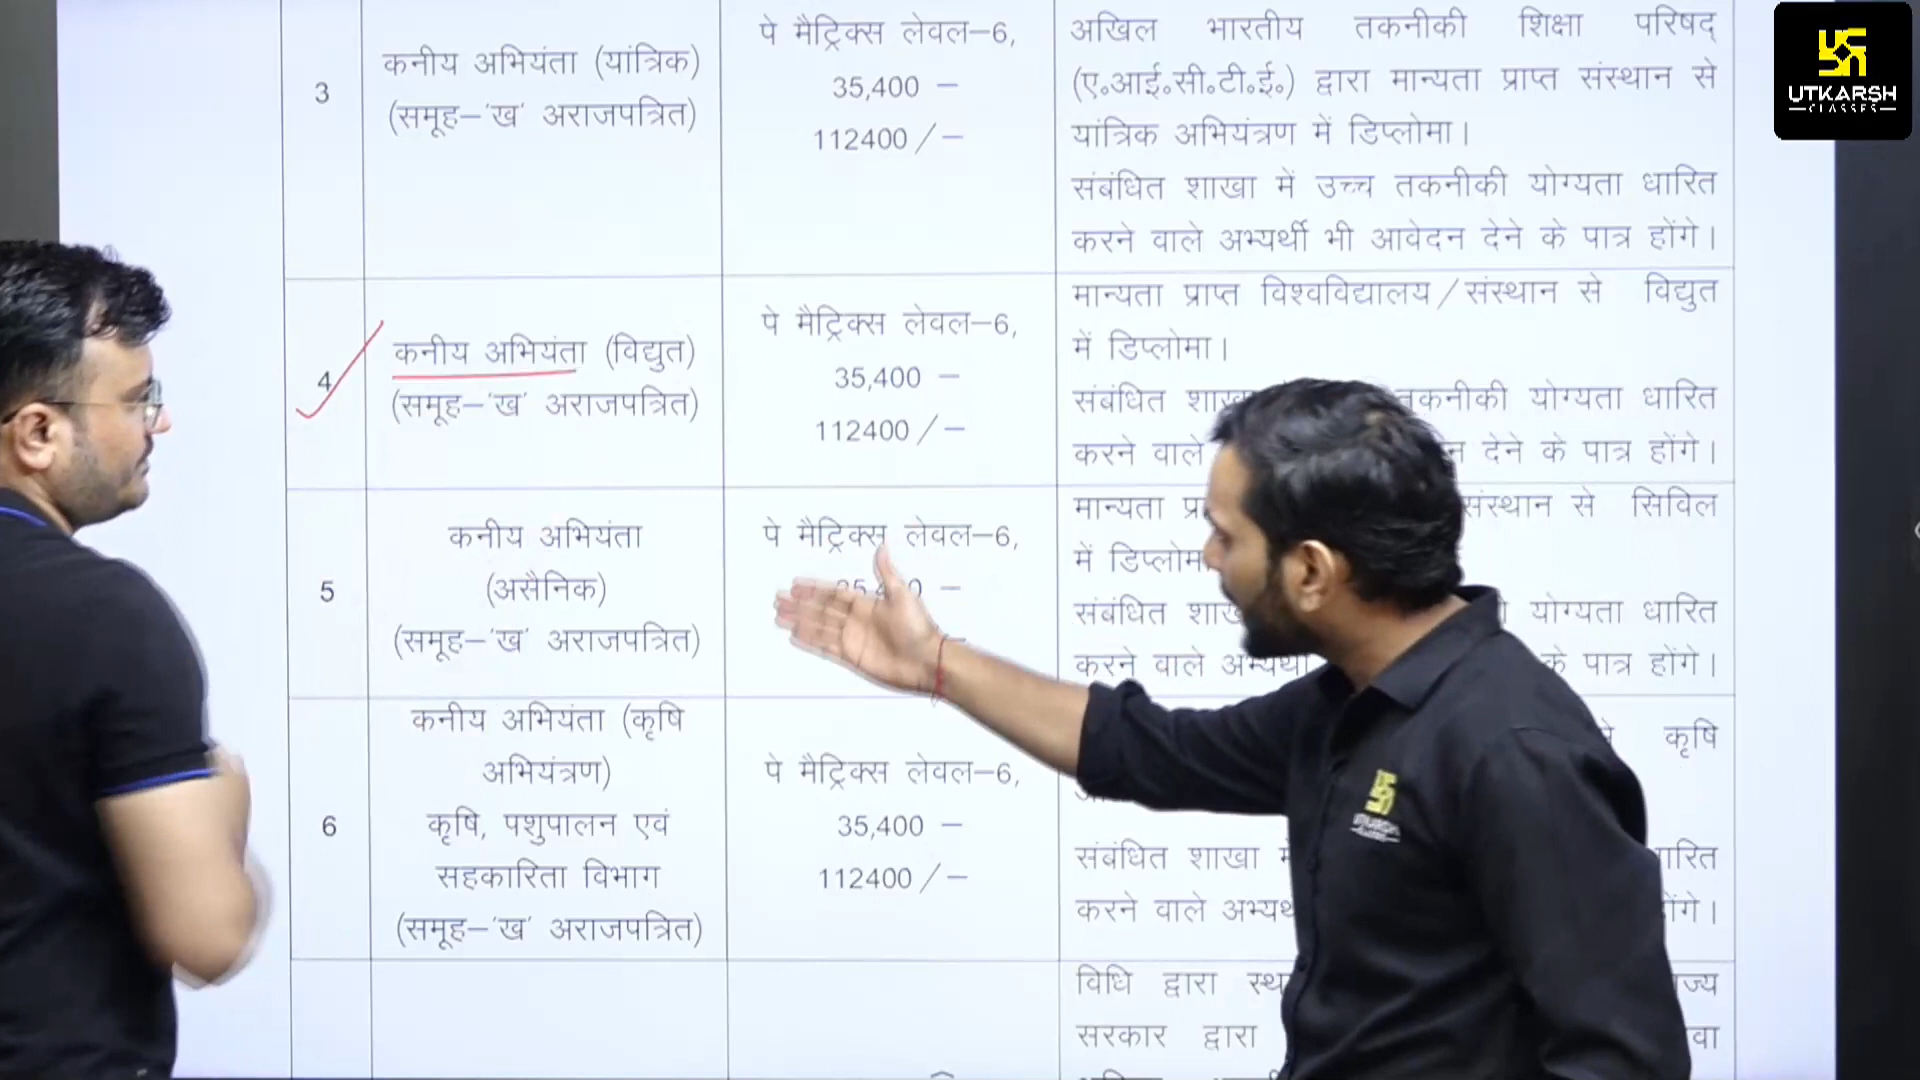 3
कनीय अभियंता (यांत्रिक)
(समूह–'ख' अराजपत्रित)
पे मैट्रिक्स लेवल–6,
35,400 –
112400/–
अखिल भारतीय तकनीकी शिक्षा परिषद्
(ए॰आई॰सी॰टी॰ई॰) द्वारा मान्यता प्राप्त संस्थान से
यांत्रिक अभियंत्रण में डिप्लोमा।
संबंधित शाखा में उच्च तकनीकी योग्यता धारित
करने वाले अभ्यर्थी भी आवेदन देने के पात्र होंगे।
4
कनीय अभियंता (विद्युत)
(समूह–'ख' अराजपत्रित)
पे मैट्रिक्स लेवल–6,
35,400 –
112400/–
मान्यता प्राप्त विश्वविद्यालय/संस्थान से विद्युत
में डिप्लोमा।
संबंधित तकनीकी योग्यता धारित
करने वाले देने के पात्र होंगे।
5
कनीय अभियंता
(असैनिक)
(समूह–'ख' अराजपत्रित)
पे मैट्रिक्स लेवल–6,
मान्यता संस्थान से सिविल
में
संबंधित योग्यता धारित
करने वाले के पात्र होंगे।
6
कनीय अभियंता (कृषि
अभियंत्रण)
कृषि, पशुपालन एवं
सहकारिता विभाग
(समूह–'ख' अराजपत्रित)
पे मैट्रिक्स लेवल–6,
35,400 –
112400/–
कृषि
संबंधित शाखा
करने वाले
विधि द्वारा
सरकार द्वारा
UTKARSH
CLASSES
UTKARSH